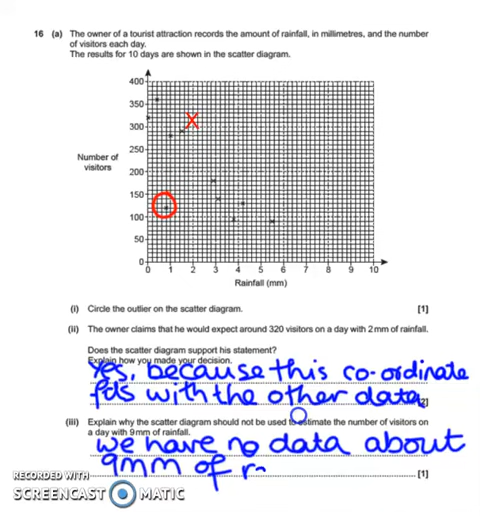 16 (a) The owner of a tourist attraction records the amount of rainfall, in millimetres, and the number
of visitors each day.
The results for 10 days are shown in the scatter diagram.
400
350
300
250
200
150
100
50
0
Number of
visitors
0 1 2 3 4 5 6 7 8 9 10
Rainfall (mm)
(i) Circle the outlier on the scatter diagram. [1]
(ii) The owner claims that he would expect around 320 visitors on a day with 2 mm of rainfall.
Does the scatter diagram support his statement?
Explain how you made your decision.
Yes, because this co-ordinate
fits with the other data [2]
(iii) Explain why the scatter diagram should not be used to estimate the number of visitors on
a day with 9 mm of rainfall.
we have no data about
9mm of r
[1]
RECORDED WITH
SCREENCAST MATIC